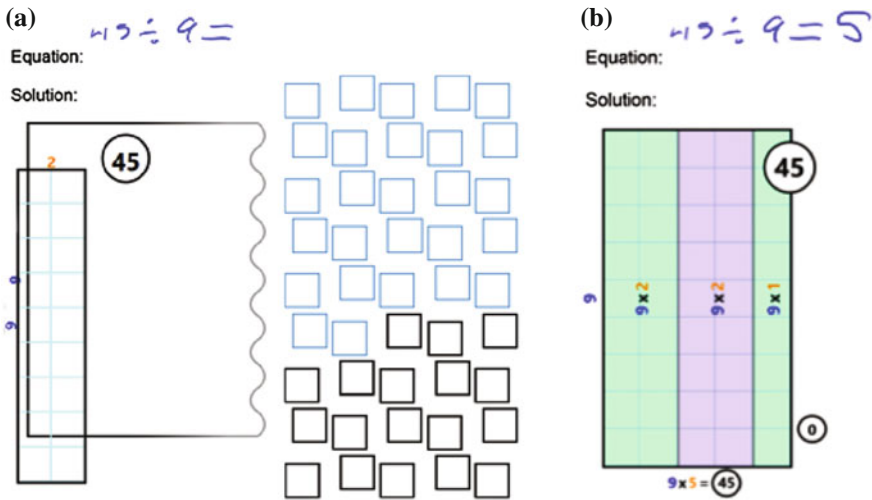 (a)
45 ÷ 9 =
Equation:
Solution:
2
45
9
9
(b)
45 ÷ 9 = 5
Equation:
Solution:
45
9
9 x 2
9 x 2
9 x 1
0
9 x 5 = 45